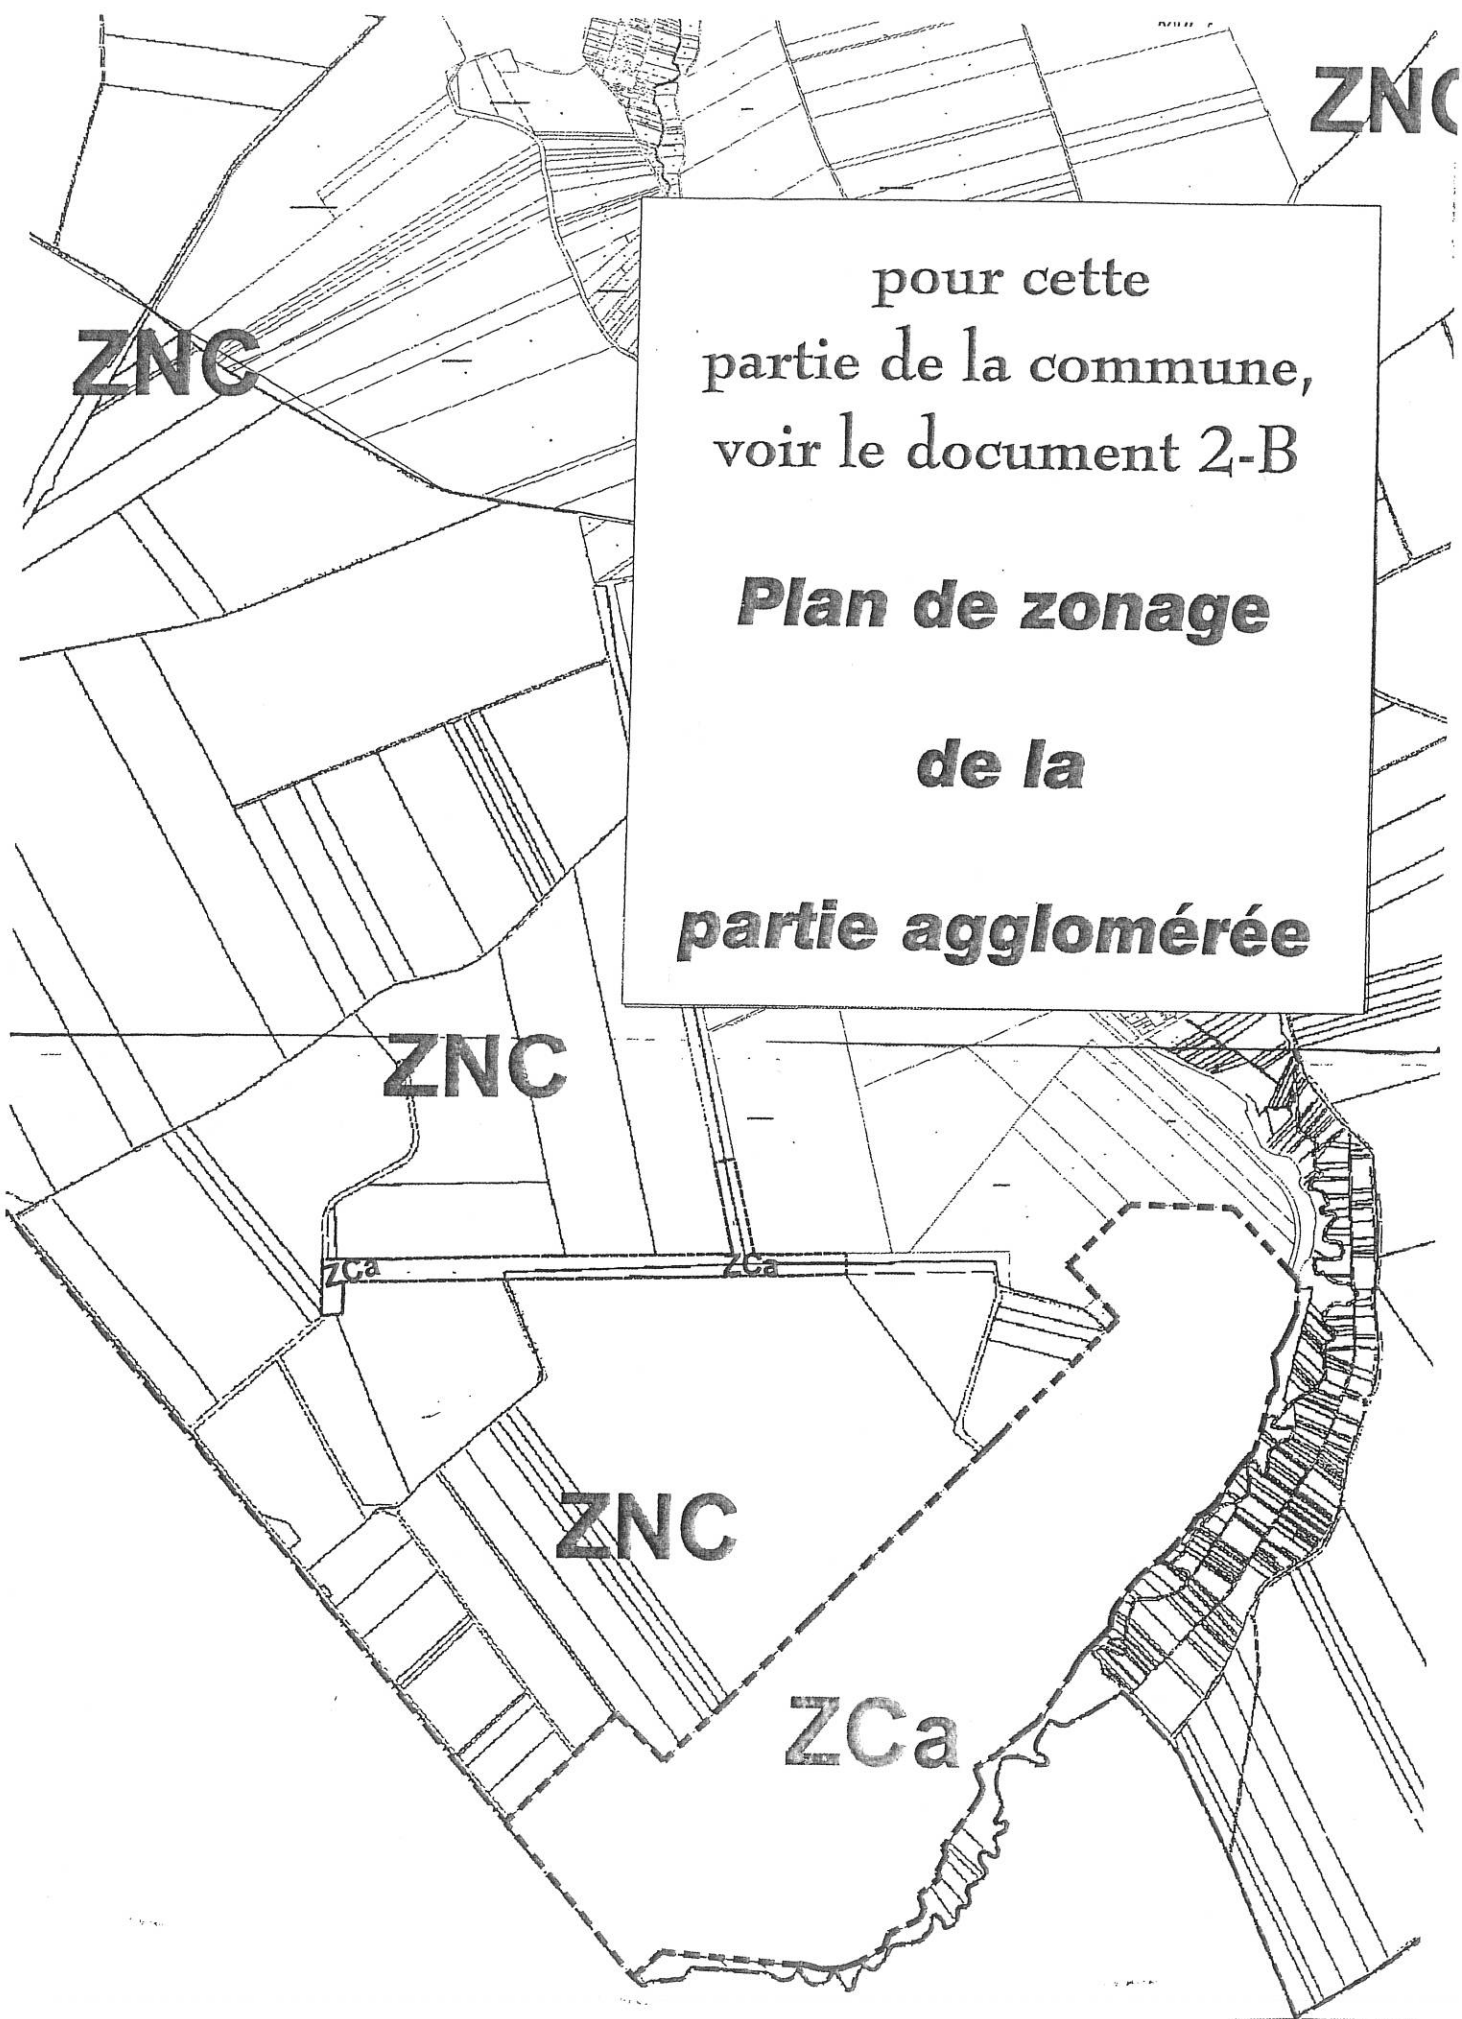 ZNC
pour cette
partie de la commune,
voir le document 2-B
ZNC
Plan de zonage
de la
partie agglomérée
ZNC
ZCa
ZCa
ZNC
ZCa